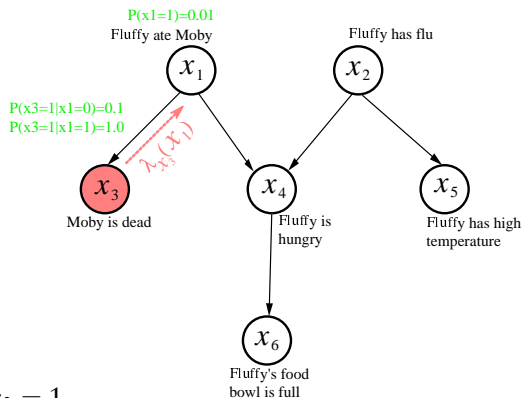 P(x1=1)=0.01
Fluffy ate Moby
Fluffy has flu
x₁
x₂
P(x3=1|x1=0)=0.1
P(x3=1|x1=1)=1.0
λx₃(x₁)
x₃
x₄
x₅
Moby is dead
Fluffy is
hungry
Fluffy has high
temperature
x₆
Fluffy's food
bowl is full
= 1